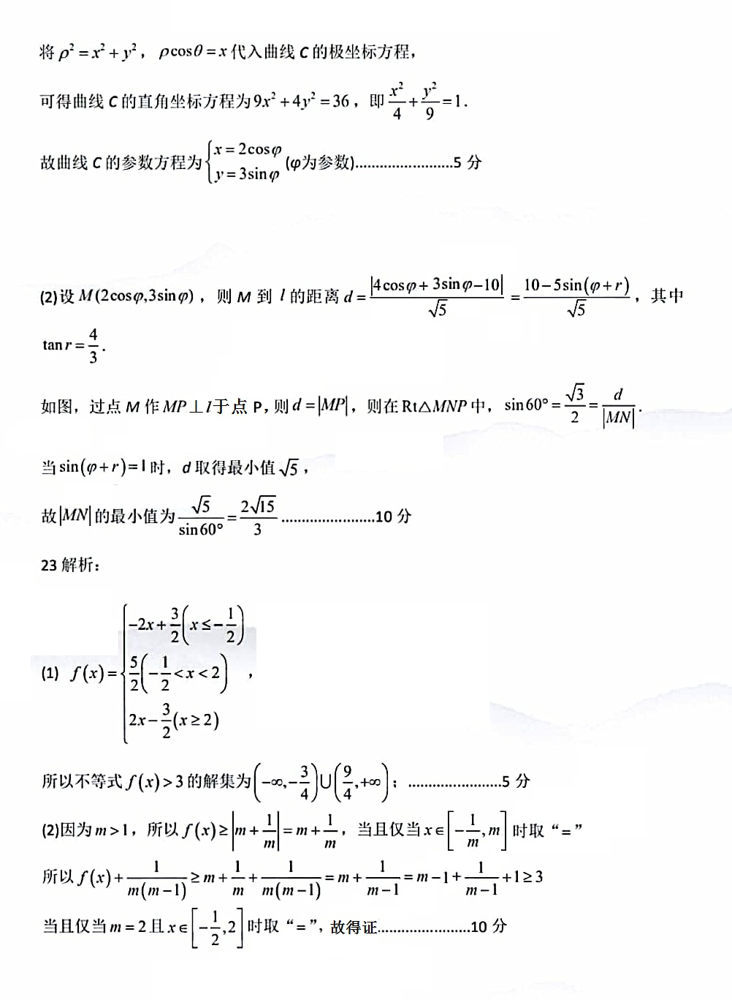 将 ρ² = x² + y²， ρcosθ = x 代入曲线 C 的极坐标方程，
可得曲线 C 的直角坐标方程为 9x² + 4y² = 36，即 x²/4 + y²/9 = 1.
故曲线 C 的参数方程为 { x = 2cosφ  y = 3sinφ (φ为参数)........................5 分
(2)设 M(2cosφ,3sinφ) ，则 M 到 l 的距离 d = |4cosφ + 3sinφ−10|/√5 = 10−5sin(φ+r)/√5，其中
tan r = 4/3.
如图，过点 M 作 MP⊥l于点 P，则 d = |MP|，则在 Rt△MNP 中， sin60° = √3/2 = d/|MN|.
当 sin(φ+r)=1 时，d 取得最小值 √5，
故|MN|的最小值为 √5/sin60° = 2√15/3 .......................10 分
23 解析：
(1) f(x) = { −2x + 3/2 (x ≤ −1/2)  5/2 (−1/2 < x < 2)  2x − 3/2 (x ≥ 2) ，
所以不等式 f(x) > 3 的解集为 (−∞,−3/4)∪(9/4,+∞)； .......................5 分
(2)因为 m > 1，所以 f(x) ≥ |m + 1/m| = m + 1/m，当且仅当 x∈[−1/m, m] 时取“=”
所以 f(x) + 1/m(m−1) ≥ m + 1/m + 1/m(m−1) = m + 1/m−1 = m−1+ 1/m−1 +1≥3
当且仅当 m = 2 且 x∈[−1/2,2] 时取“=”，故得证.......................10 分